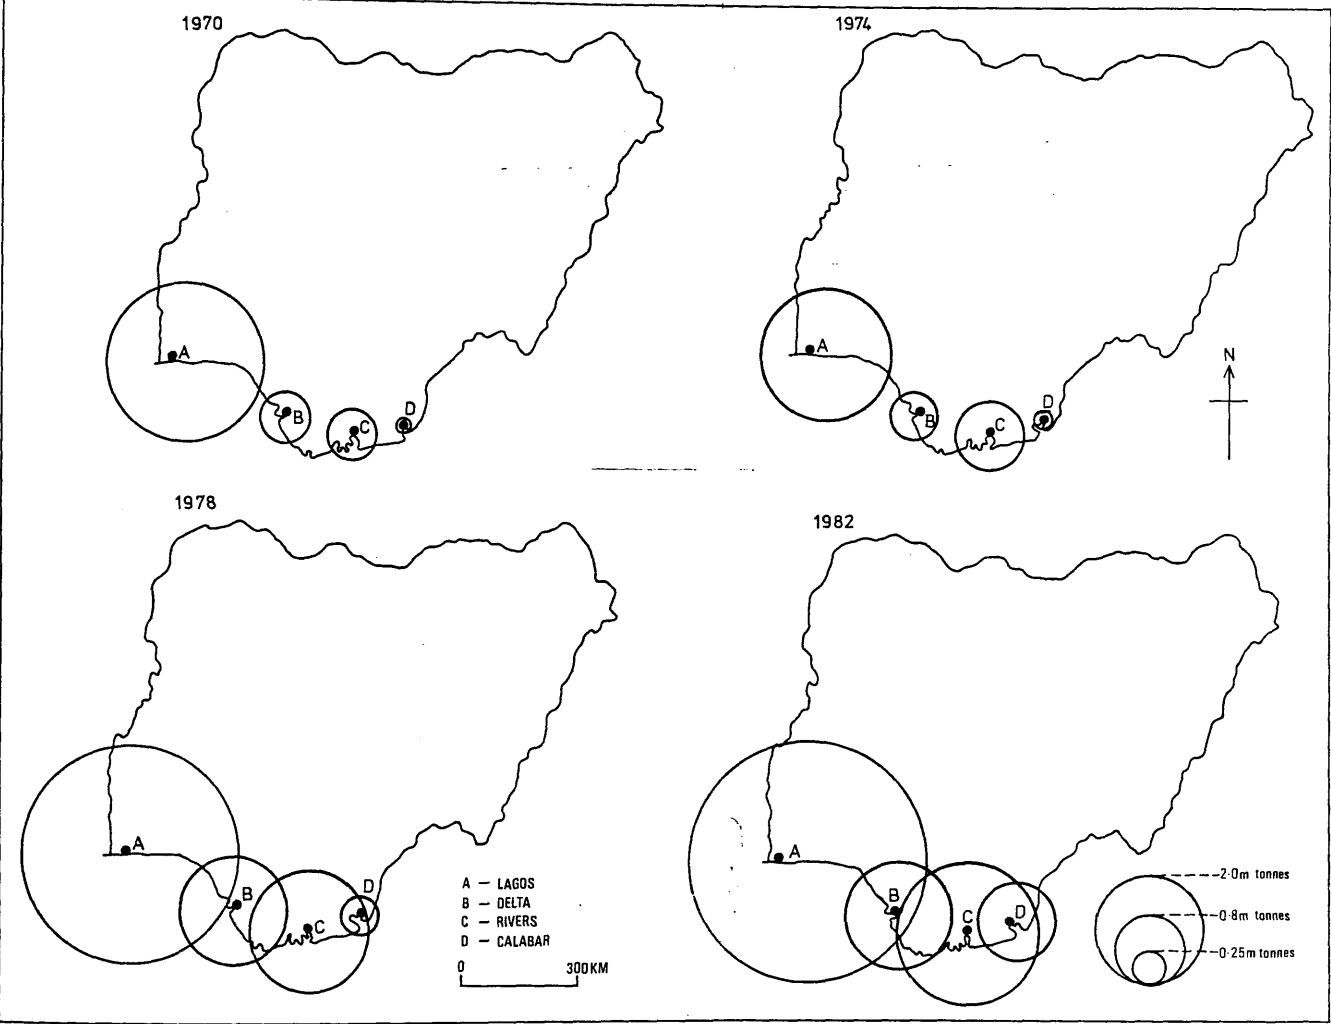 1970
1974
A
B
C
D
A
B
C
D
N
1978
1982
A
B
C
D
A
B
C
D
A — LAGOS
B — DELTA
C — RIVERS
D — CALABAR
0 300KM
2·0m tonnes
0·8m tonnes
0·25m tonnes